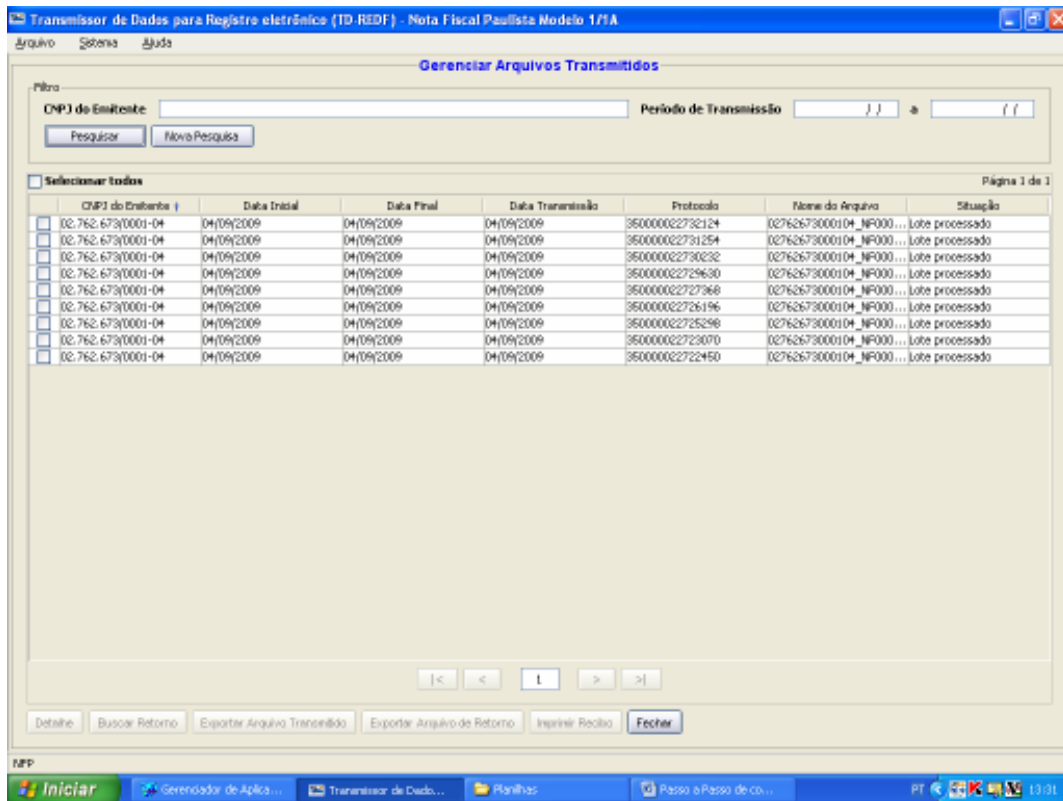 Transmissor de Dados para Registro eletrônico (TD-REDF) - Nota Fiscal Paulista Modelo 1/1A
Arquivo Sistema Ajuda
Gerenciar Arquivos Transmitidos
Filtro
CNPJ do Emitente Período de Transmissão / / a / /
Pesquisar Nova Pesquisa
Selecionar todos Página 1 de 1
CNPJ do Emitente Data Inicial Data Final Data Transmissão Protocolo Nome do Arquivo Situação
02.762.673/0001-04 04/09/2009 04/09/2009 04/09/2009 350000022732124 02762673000104_NF000... Lote processado
02.762.673/0001-04 04/09/2009 04/09/2009 04/09/2009 350000022731254 02762673000104_NF000... Lote processado
02.762.673/0001-04 04/09/2009 04/09/2009 04/09/2009 350000022730232 02762673000104_NF000... Lote processado
02.762.673/0001-04 04/09/2009 04/09/2009 04/09/2009 350000022729630 02762673000104_NF000... Lote processado
02.762.673/0001-04 04/09/2009 04/09/2009 04/09/2009 350000022727368 02762673000104_NF000... Lote processado
02.762.673/0001-04 04/09/2009 04/09/2009 04/09/2009 350000022726196 02762673000104_NF000... Lote processado
02.762.673/0001-04 04/09/2009 04/09/2009 04/09/2009 350000022725298 02762673000104_NF000... Lote processado
02.762.673/0001-04 04/09/2009 04/09/2009 04/09/2009 350000022723070 02762673000104_NF000... Lote processado
02.762.673/0001-04 04/09/2009 04/09/2009 04/09/2009 350000022722450 02762673000104_NF000... Lote processado
|< < 1 > >|
Detalhe Buscar Retorno Exportar Arquivo Transmitido Exportar Arquivo de Retorno Imprimir Recibo Fechar
NFP
Iniciar Gerenciador de Aplica... Transmissor de Dado... Planilhas Passo a Passo de co... PT 13:31